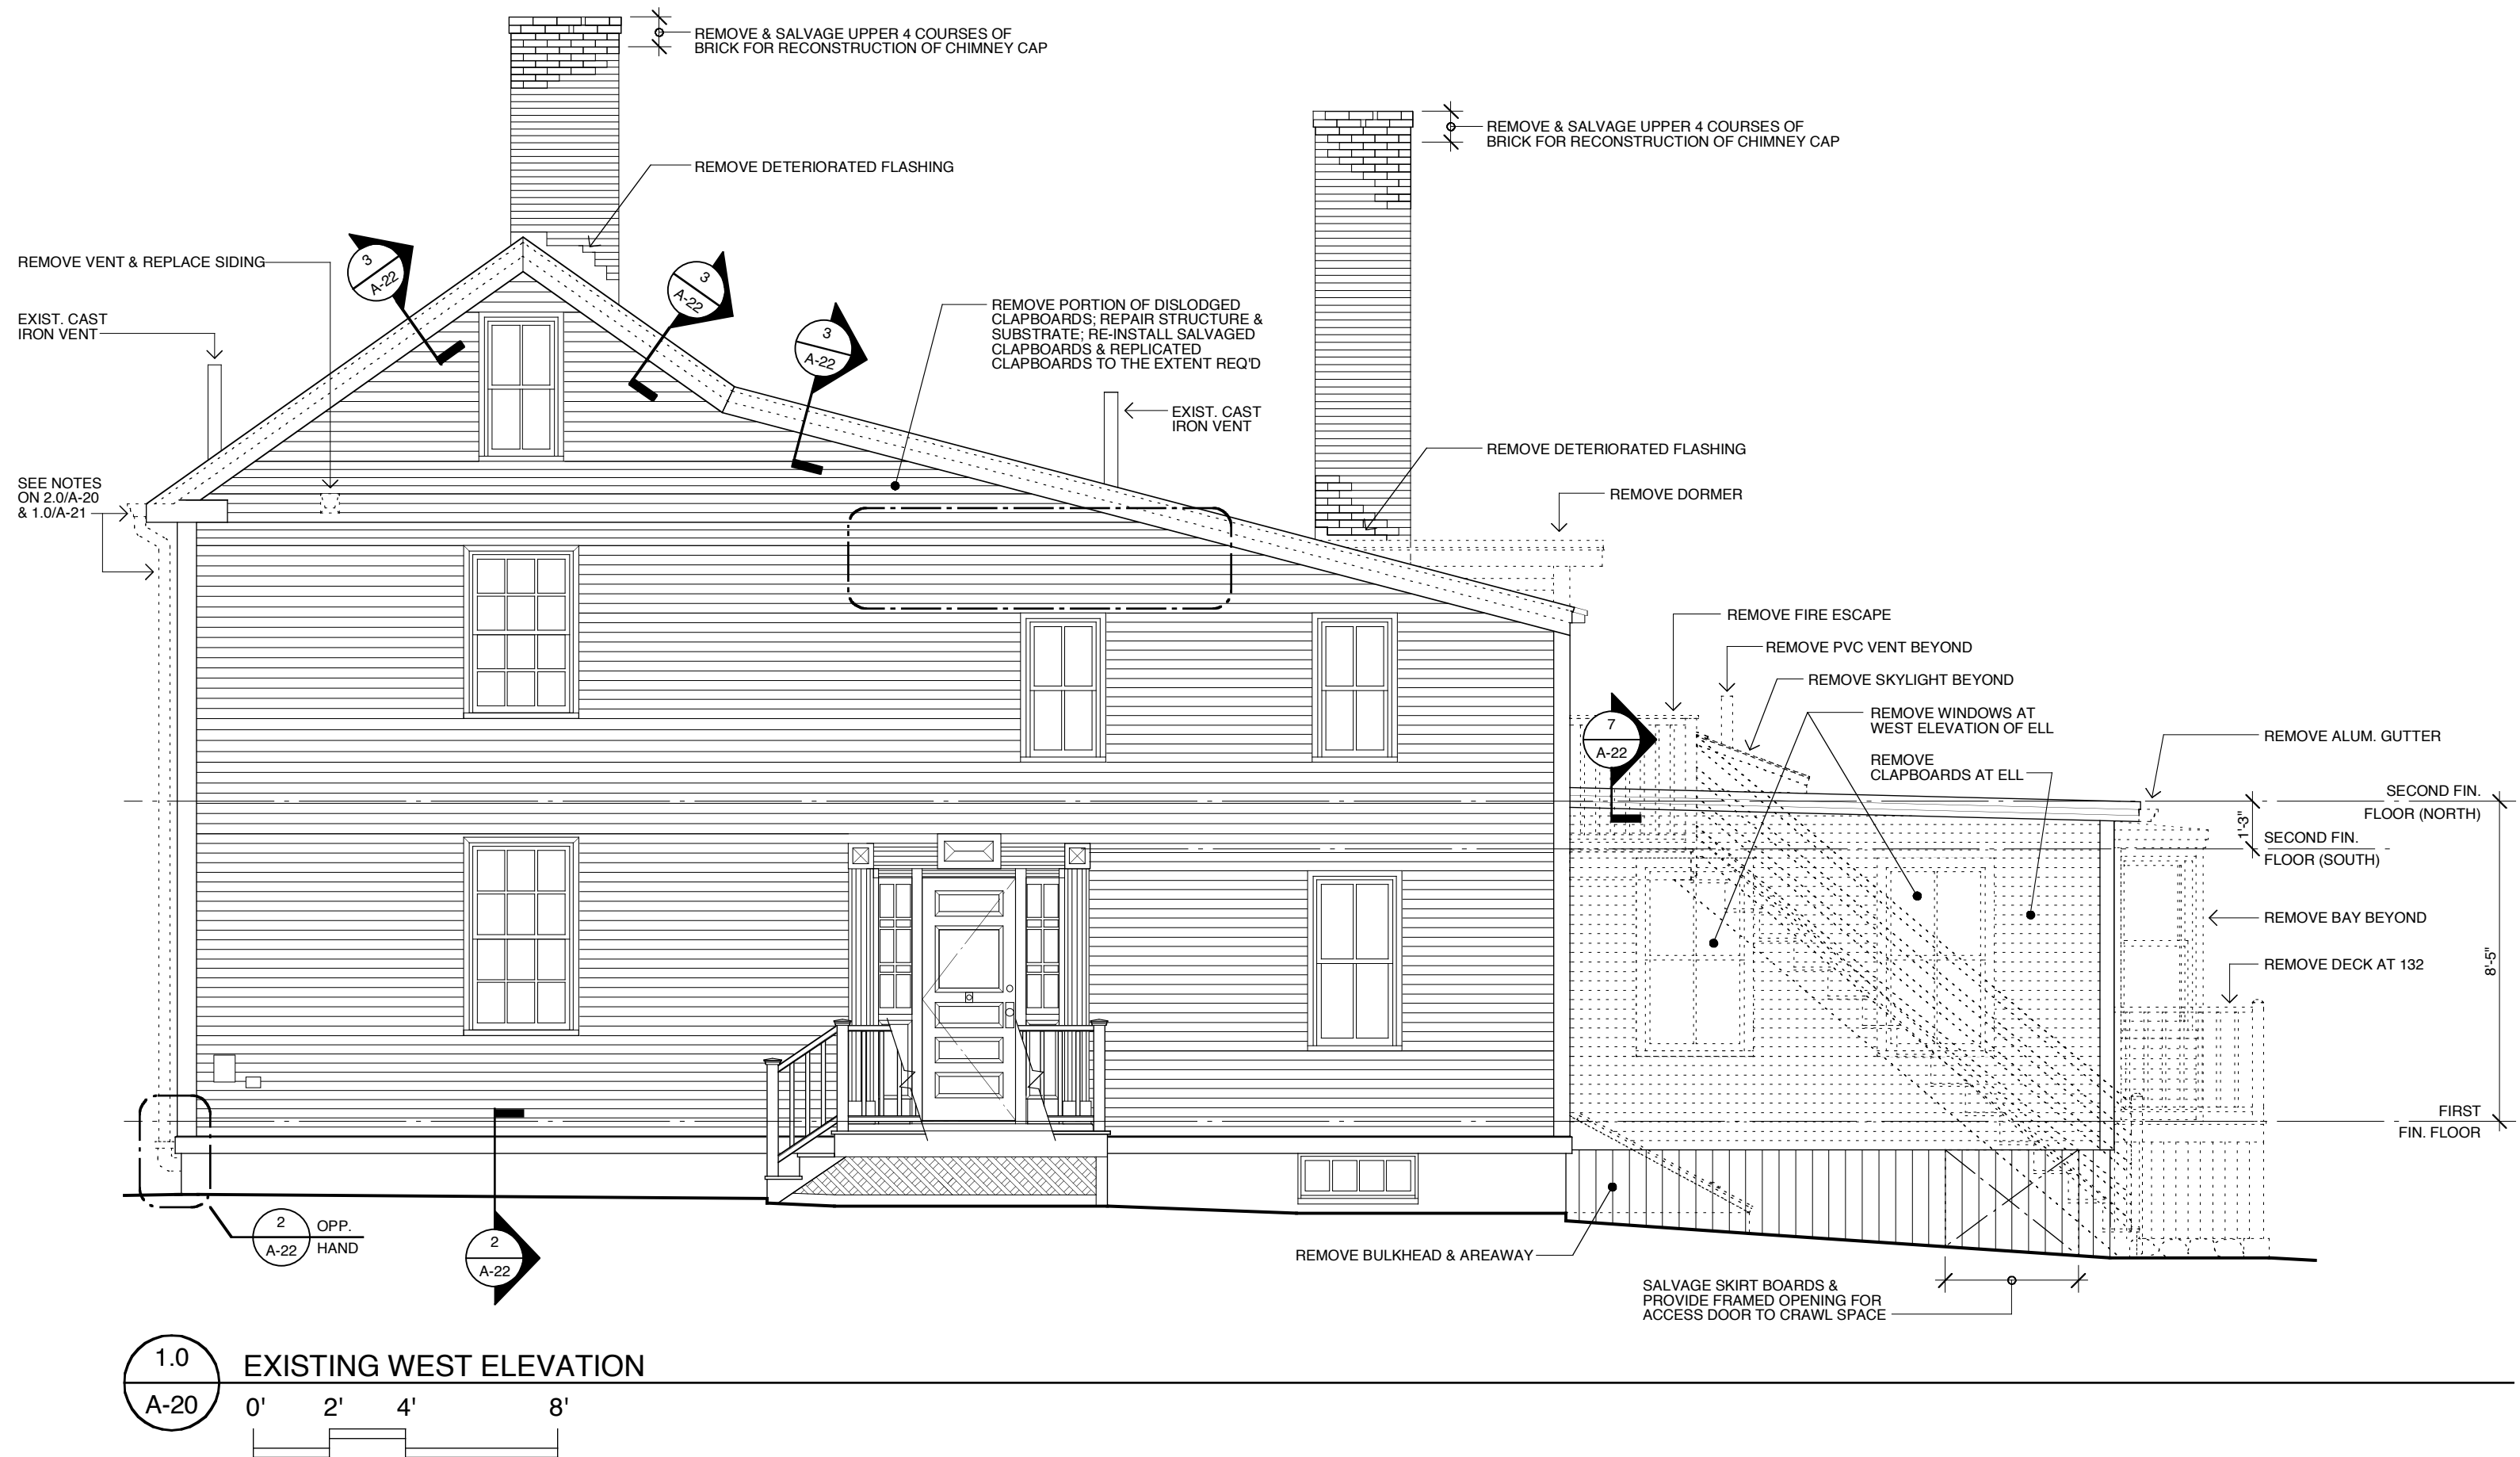 REMOVE & SALVAGE UPPER 4 COURSES OF
BRICK FOR RECONSTRUCTION OF CHIMNEY CAP
REMOVE & SALVAGE UPPER 4 COURSES OF
BRICK FOR RECONSTRUCTION OF CHIMNEY CAP
REMOVE DETERIORATED FLASHING
REMOVE VENT & REPLACE SIDING
3
A-22
3
A-22
3
A-22
EXIST. CAST
IRON VENT
REMOVE PORTION OF DISLODGED
CLAPBOARDS; REPAIR STRUCTURE &
SUBSTRATE; RE-INSTALL SALVAGED
CLAPBOARDS & REPLICATED
CLAPBOARDS TO THE EXTENT REQ'D
EXIST. CAST
IRON VENT
REMOVE DETERIORATED FLASHING
SEE NOTES
ON 2.0/A-20
& 1.0/A-21
REMOVE DORMER
REMOVE FIRE ESCAPE
REMOVE PVC VENT BEYOND
REMOVE SKYLIGHT BEYOND
7
A-22
REMOVE WINDOWS AT
WEST ELEVATION OF ELL
REMOVE
CLAPBOARDS AT ELL
REMOVE ALUM. GUTTER
SECOND FIN.
FLOOR (NORTH)
1'-3"
SECOND FIN.
FLOOR (SOUTH)
REMOVE BAY BEYOND
REMOVE DECK AT 132
8'-5"
FIRST
FIN. FLOOR
2
A-22
OPP.
HAND
2
A-22
REMOVE BULKHEAD & AREAWAY
SALVAGE SKIRT BOARDS &
PROVIDE FRAMED OPENING FOR
ACCESS DOOR TO CRAWL SPACE
1.0
A-20
EXISTING WEST ELEVATION
0' 2' 4' 8'